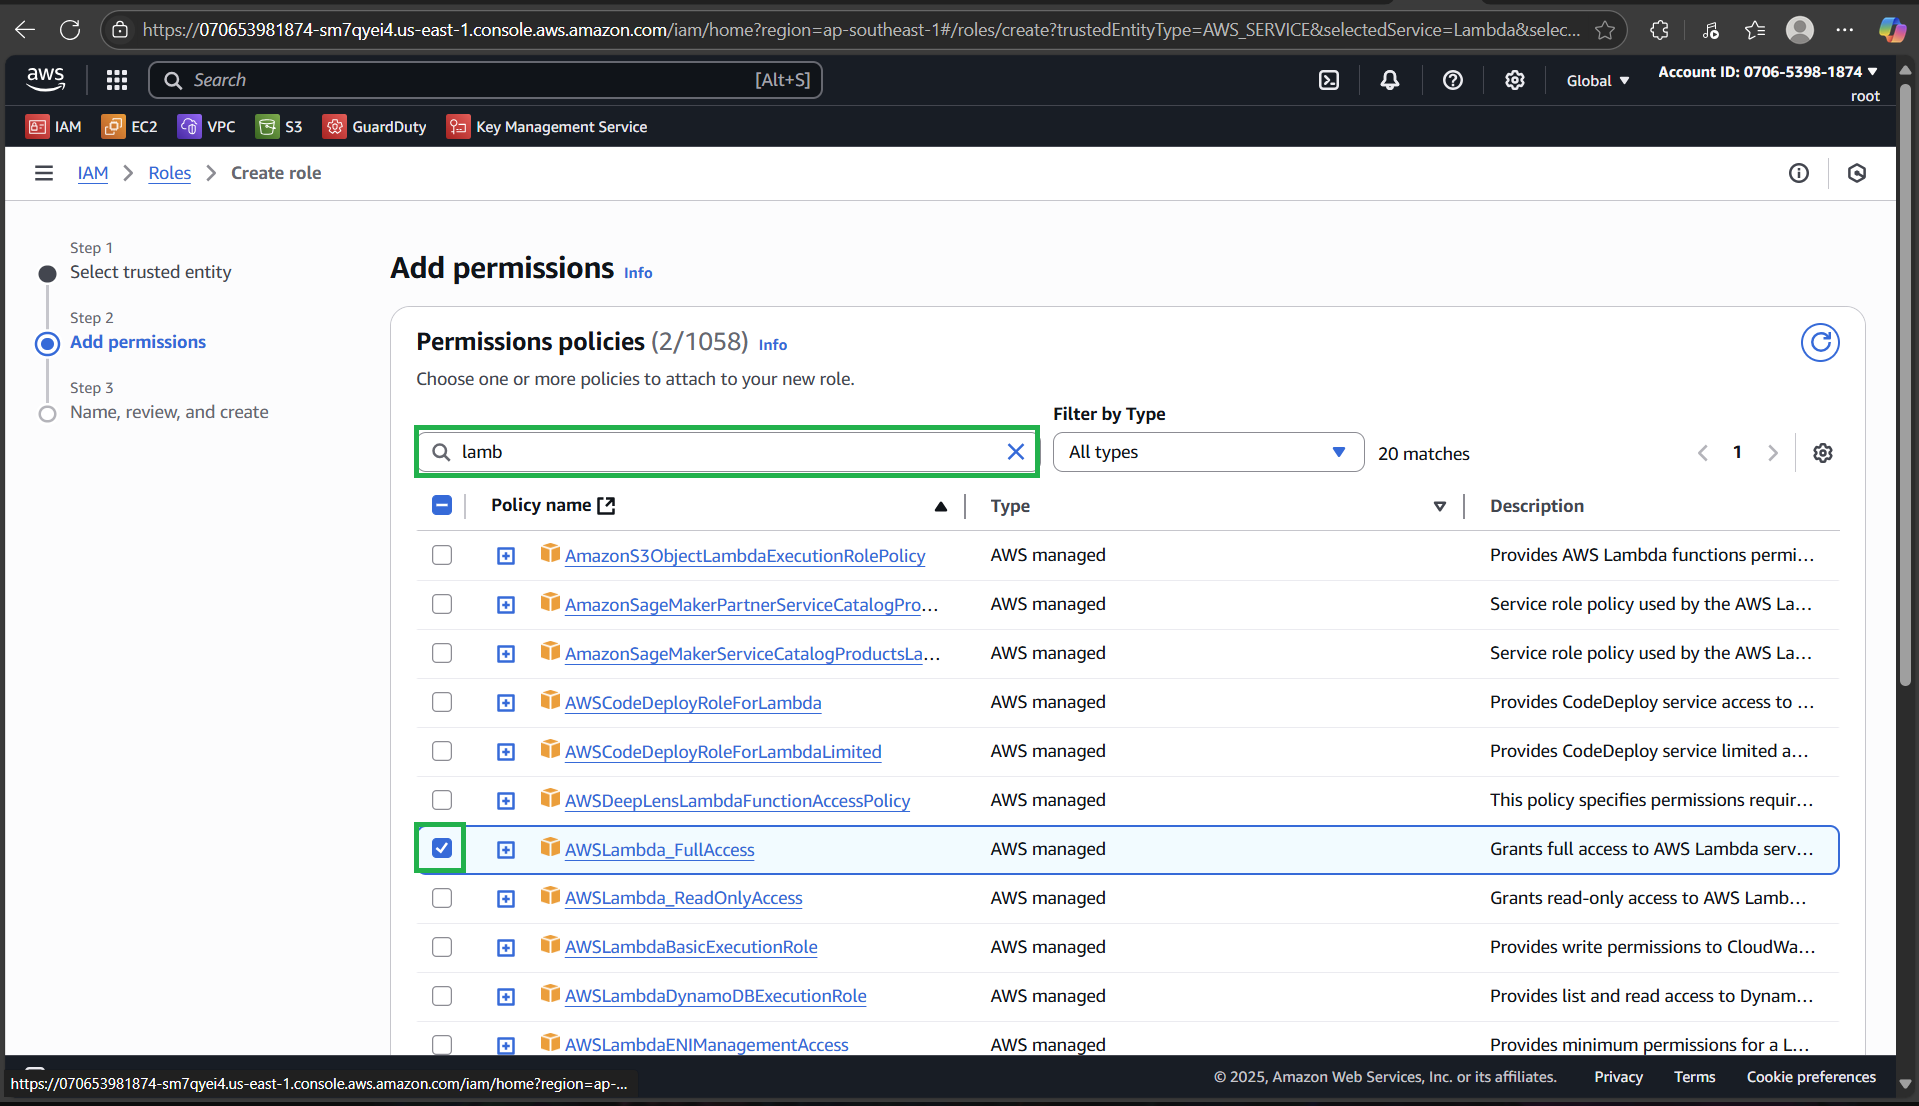 https://070653981874-sm7qyei4.us-east-1.console.aws.amazon.com/iam/home?region=ap-southeast-1#/roles/create?trustedEntityType=AWS_SERVICE&selectedService=Lambda&selec...
aws
Search
[Alt+S]
Global
Account ID: 0706-5398-1874
root
IAM
EC2
VPC
S3
GuardDuty
Key Management Service
IAM
Roles
Create role
Step 1
Select trusted entity
Step 2
Add permissions
Step 3
Name, review, and create
Add permissions Info
Permissions policies (2/1058) Info
Choose one or more policies to attach to your new role.
Filter by Type
lamb
All types
20 matches
1
Policy name
Type
Description
AmazonS3ObjectLambdaExecutionRolePolicy AWS managed Provides AWS Lambda functions permi...
AmazonSageMakerPartnerServiceCatalogPro... AWS managed Service role policy used by the AWS La...
AmazonSageMakerServiceCatalogProductsLa... AWS managed Service role policy used by the AWS La...
AWSCodeDeployRoleForLambda AWS managed Provides CodeDeploy service access to ...
AWSCodeDeployRoleForLambdaLimited AWS managed Provides CodeDeploy service limited a...
AWSDeepLensLambdaFunctionAccessPolicy AWS managed This policy specifies permissions requir...
AWSLambda_FullAccess AWS managed Grants full access to AWS Lambda serv...
AWSLambda_ReadOnlyAccess AWS managed Grants read-only access to AWS Lamb...
AWSLambdaBasicExecutionRole AWS managed Provides write permissions to CloudWa...
AWSLambdaDynamoDBExecutionRole AWS managed Provides list and read access to Dynam...
AWSLambdaENIManagementAccess AWS managed Provides minimum permissions for a L...
https://070653981874-sm7qyei4.us-east-1.console.aws.amazon.com/iam/home?region=ap-...
© 2025, Amazon Web Services, Inc. or its affiliates.
Privacy
Terms
Cookie preferences